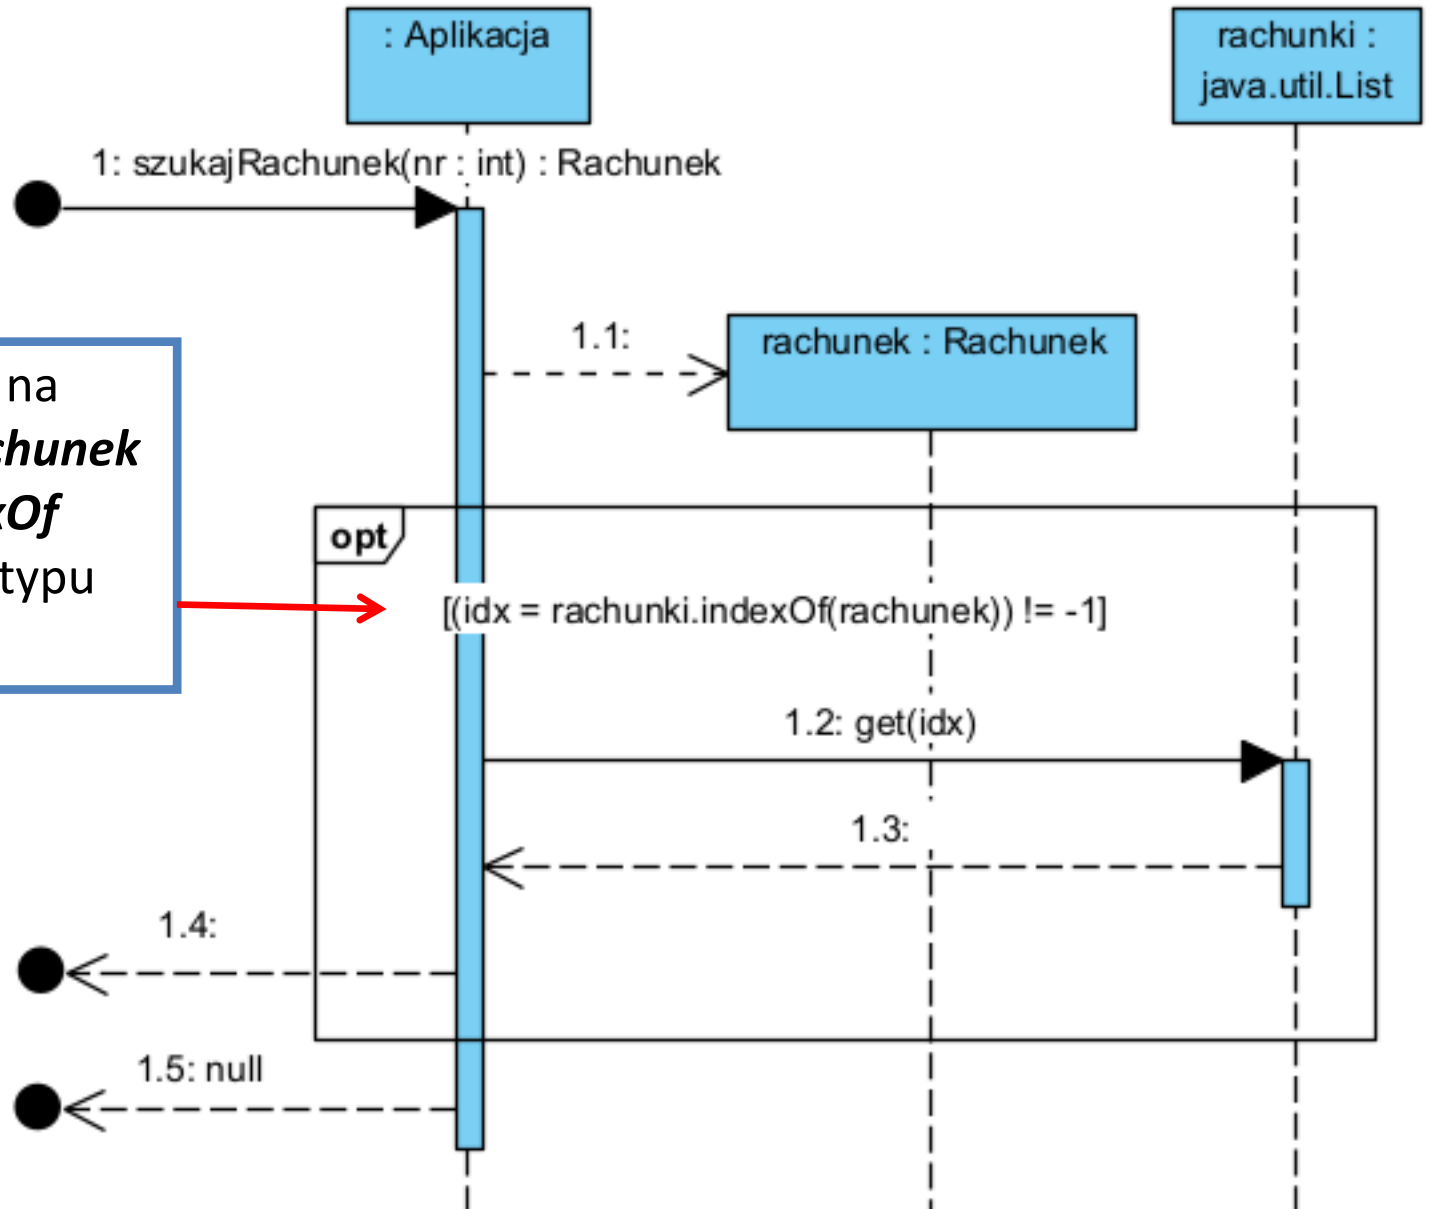 : Aplikacja
rachunki :
java.util.List
1: szukajRachunek(nr : int) : Rachunek
1.1:
rachunek : Rachunek
na
chunek
xOf
typu
opt
[(idx = rachunki.indexOf(rachunek)) != -1]
1.2: get(idx)
1.3:
1.4:
1.5: null